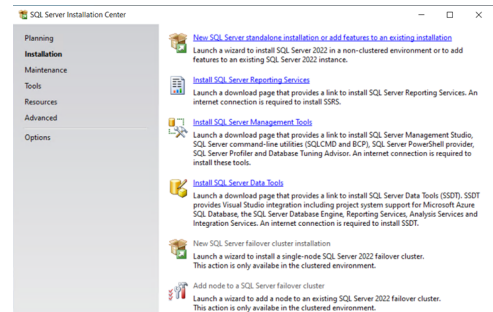 SQL Server Installation Center
Planning
Installation
Maintenance
Tools
Resources
Advanced
Options
New SQL Server standalone installation or add features to an existing installation
Launch a wizard to install SQL Server 2022 in a non-clustered environment or to add
features to an existing SQL Server 2022 instance.
Install SQL Server Reporting Services
Launch a download page that provides a link to install SQL Server Reporting Services. An
internet connection is required to install SSRS.
Install SQL Server Management Tools
Launch a download page that provides a link to install SQL Server Management Studio,
SQL Server command-line utilities (SQLCMD and BCP), SQL Server PowerShell provider,
SQL Server Profiler and Database Tuning Advisor. An internet connection is required to
install these tools.
Install SQL Server Data Tools
Launch a download page that provides a link to install SQL Server Data Tools (SSDT). SSDT
provides Visual Studio integration including project system support for Microsoft Azure
SQL Database, the SQL Server Database Engine, Reporting Services, Analysis Services and
Integration Services. An internet connection is required to install SSDT.
New SQL Server failover cluster installation
Launch a wizard to install a single-node SQL Server 2022 failover cluster.
This action is only availabe in the clustered environment.
Add node to a SQL Server failover cluster
Launch a wizard to add a node to an existing SQL Server 2022 failover cluster.
This action is only availabe in the clustered environment.